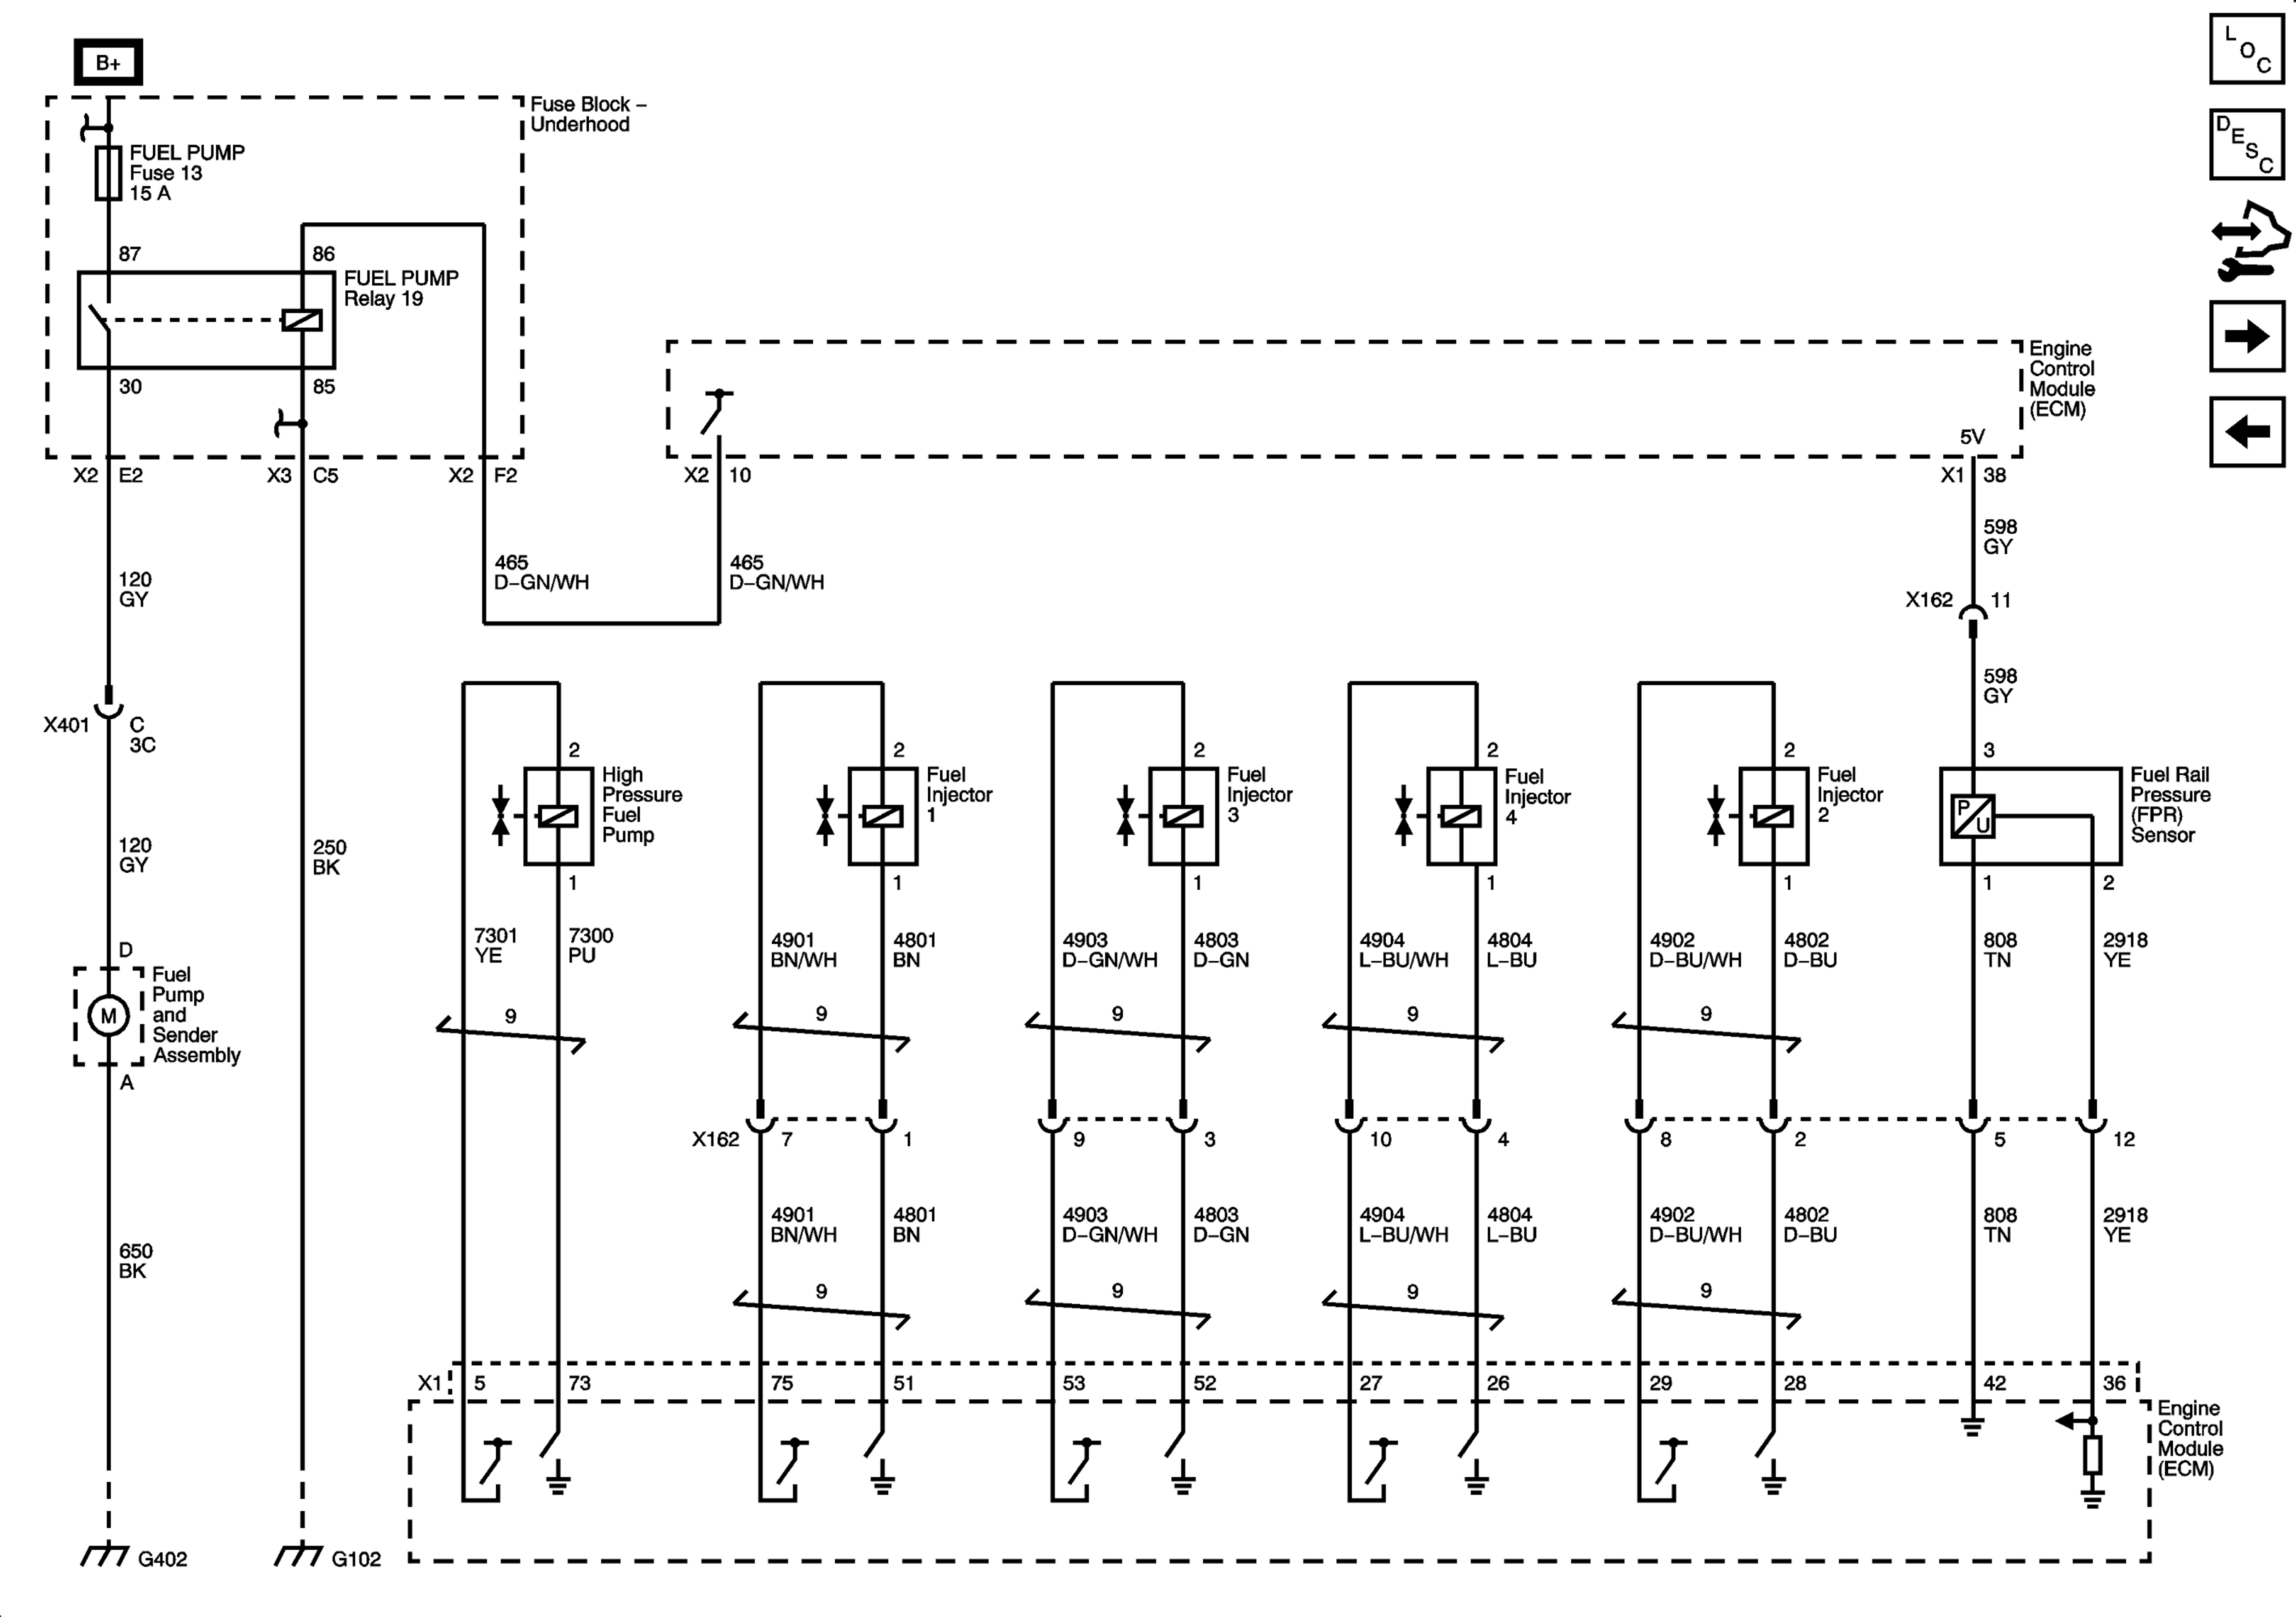 B+
Fuse Block –
Underhood
FUEL PUMP
Fuse 13
15 A
87
86
FUEL PUMP
Relay 19
30
85
X2 E2
X3 C5
X2 F2
Engine
Control
Module
(ECM)
5V
X2 10
X1 38
L
O
C
D
E
S
C
120
GY
465
D–GN/WH
465
D–GN/WH
598
GY
X162 11
598
GY
X401
C
3C
120
GY
250
BK
D
Fuel
Pump
and
Sender
Assembly
M
A
650
BK
G402
G102
2
High
Pressure
Fuel
Pump
1
2
Fuel
Injector
1
1
2
Fuel
Injector
3
1
2
Fuel
Injector
4
1
2
Fuel
Injector
2
1
3
P
U
Fuel Rail
Pressure
(FPR)
Sensor
1
2
7301
YE
7300
PU
4901
BN/WH
4801
BN
4903
D–GN/WH
4803
D–GN
4904
L–BU/WH
4804
L–BU
4902
D–BU/WH
4802
D–BU
808
TN
2918
YE
9 9 9 9 9
X162 7 1 9 3 10 4 8 2 5 12
4901
BN/WH
4801
BN
4903
D–GN/WH
4803
D–GN
4904
L–BU/WH
4804
L–BU
4902
D–BU/WH
4802
D–BU
808
TN
2918
YE
9 9 9 9
X1 5 73 75 51 53 52 27 26 29 28 42 36
Engine
Control
Module
(ECM)